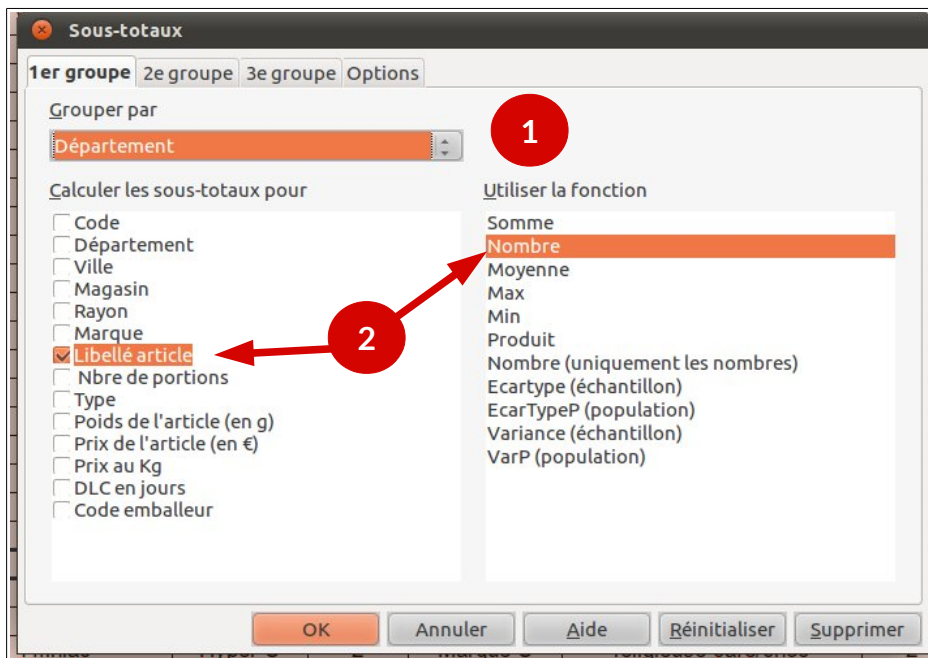 Sous-totaux
1er groupe 2e groupe 3e groupe Options
Grouper par
1
Département
Calculer les sous-totaux pour
Code
Département
Ville
Magasin
Rayon
Marque
Libellé article
Nbre de portions
Type
Poids de l'article (en g)
Prix de l'article (en €)
Prix au Kg
DLC en jours
Code emballeur
2
Utiliser la fonction
Somme
Nombre
Moyenne
Max
Min
Produit
Nombre (uniquement les nombres)
Ecartype (échantillon)
EcarTypeP (population)
Variance (échantillon)
VarP (population)
OK Annuler Aide Réinitialiser Supprimer